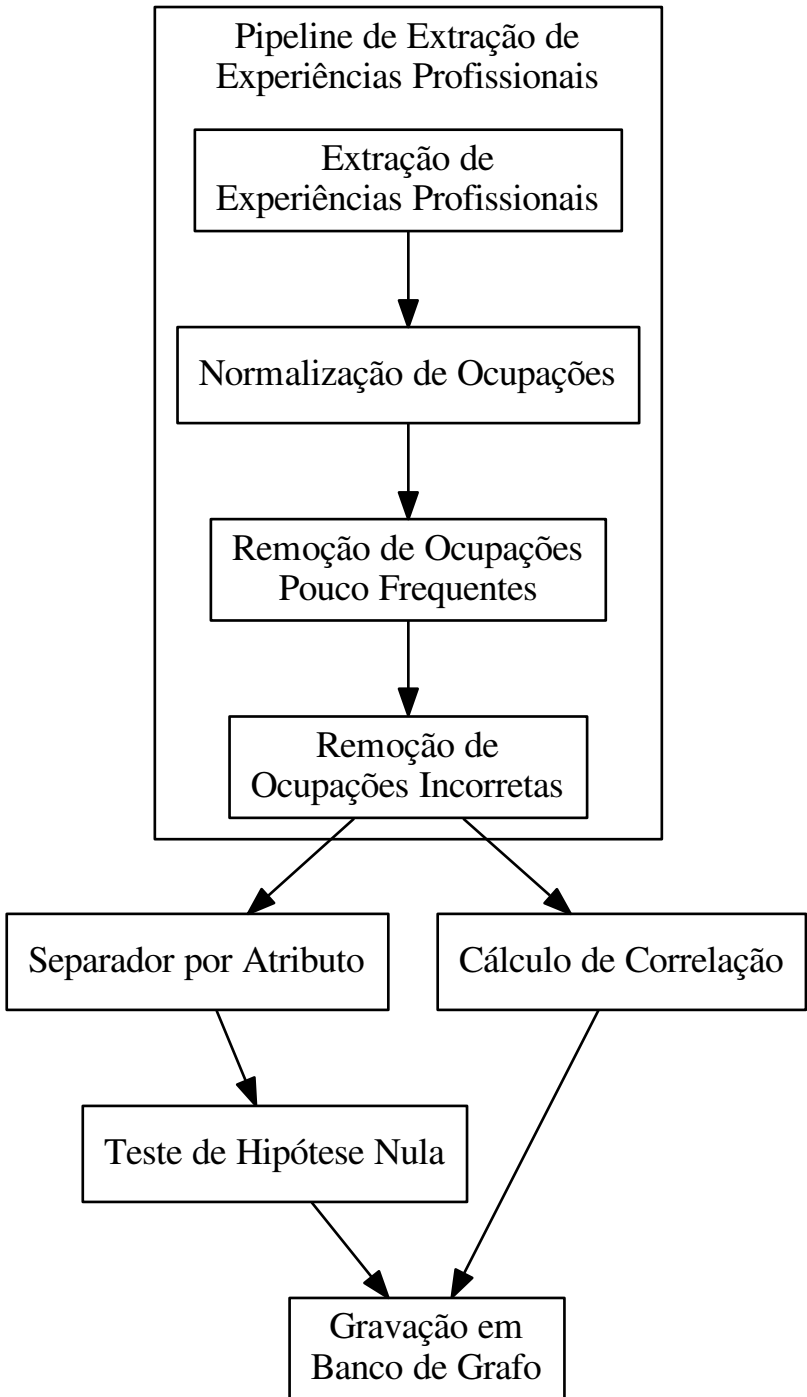 Pipeline de Extração de
Experiências Profissionais
Extração de
Experiências Profissionais
Normalização de Ocupações
Remoção de Ocupações
Pouco Frequentes
Remoção de
Ocupações Incorretas
Separador por Atributo
Cálculo de Correlação
Teste de Hipótese Nula
Gravação em
Banco de Grafo